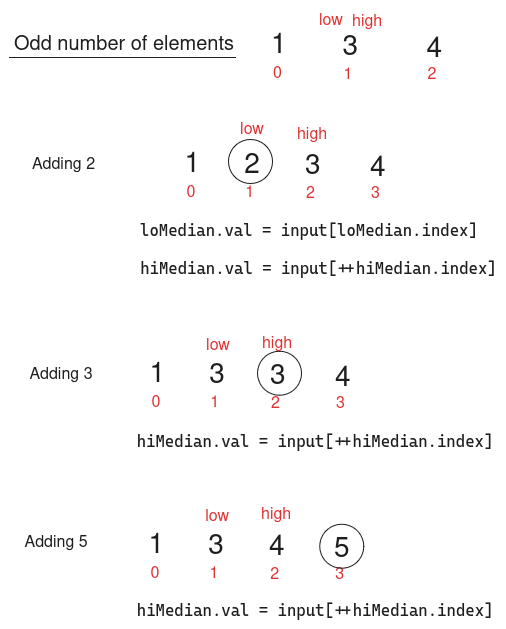 low high
Odd number of elements 1 3 4
0 1 2
low high
Adding 2 1 2 3 4
0 1 2 3
loMedian.val = input[loMedian.index]
hiMedian.val = input[++hiMedian.index]
low high
Adding 3 1 3 3 4
0 1 2 3
hiMedian.val = input[++hiMedian.index]
low high
Adding 5 1 3 4 5
0 1 2 3
hiMedian.val = input[++hiMedian.index]